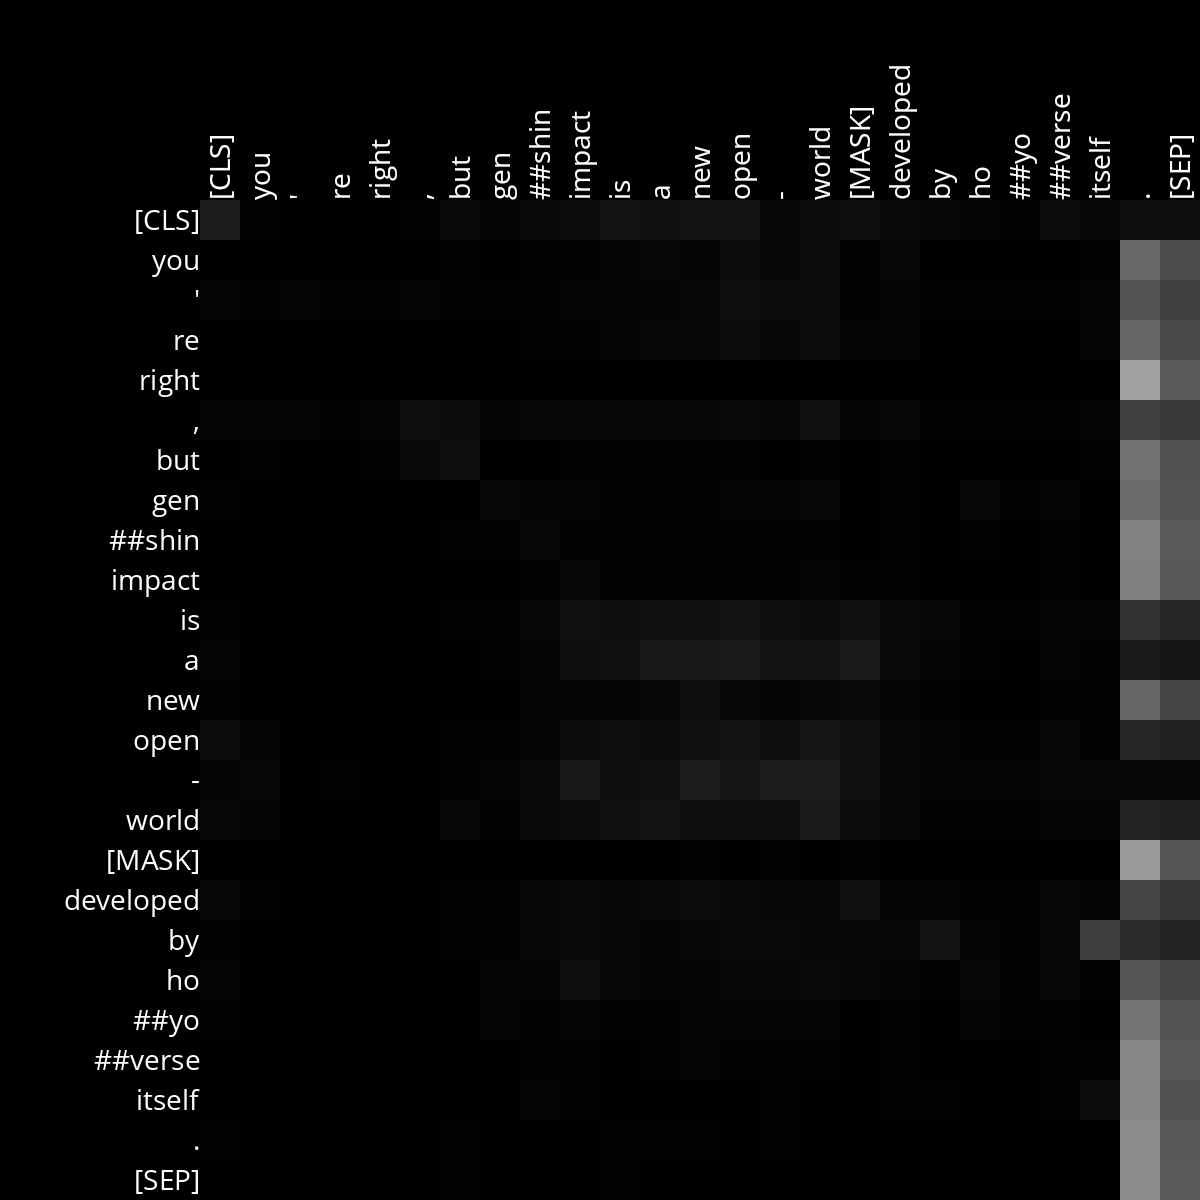 [CLS] you ' re right , but gen ##shin impact is a new open - world [MASK] developed by ho ##yo ##verse itself . [SEP]
[CLS]
you
'
re
right
,
but
gen
##shin
impact
is
a
new
open
-
world
[MASK]
developed
by
ho
##yo
##verse
itself
.
[SEP]